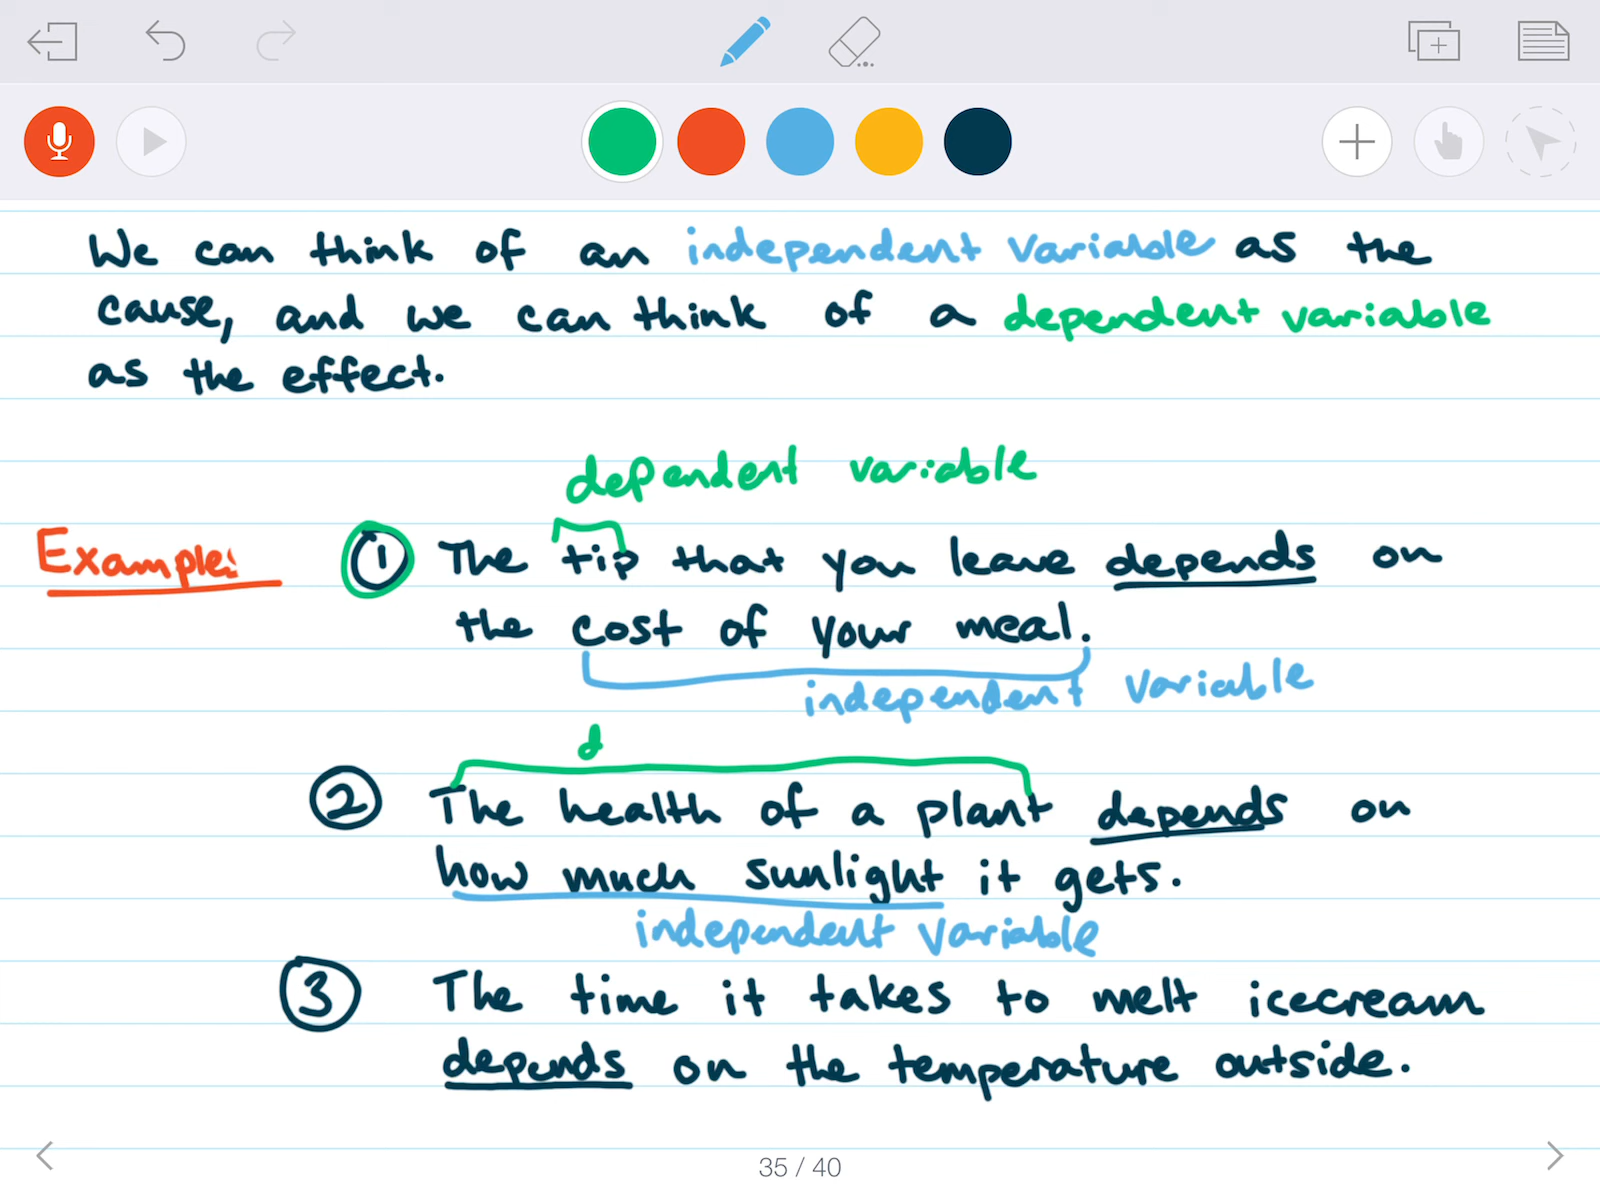 We can think of an independent variable as the
cause, and we can think of a dependent variable
as the effect.
dependent variable
Example:
1 The tip that you leave depends on
the cost of your meal.
independent variable
d
2 The health of a plant depends on
how much sunlight it gets.
independent variable
3 The time it takes to melt icecream
depends on the temperature outside.
35 / 40